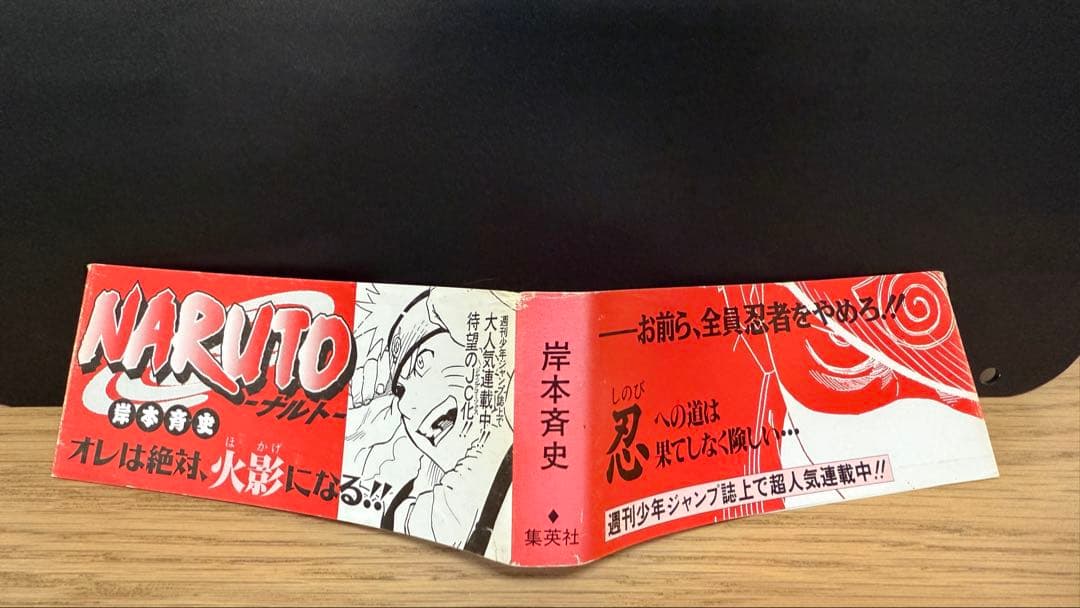 NARUTO
ーナルトー
岸本斉史
オレは絶対、火影になる!!
ほかげ
週刊少年ジャンプ誌上で
大人気連載中!!
待望のJC化!!
岸本斉史
◆
集英社
──お前ら、全員忍者をやめろ!!
しのび
忍への道は
果てしなく険しい…
週刊少年ジャンプ誌上で超人気連載中!!